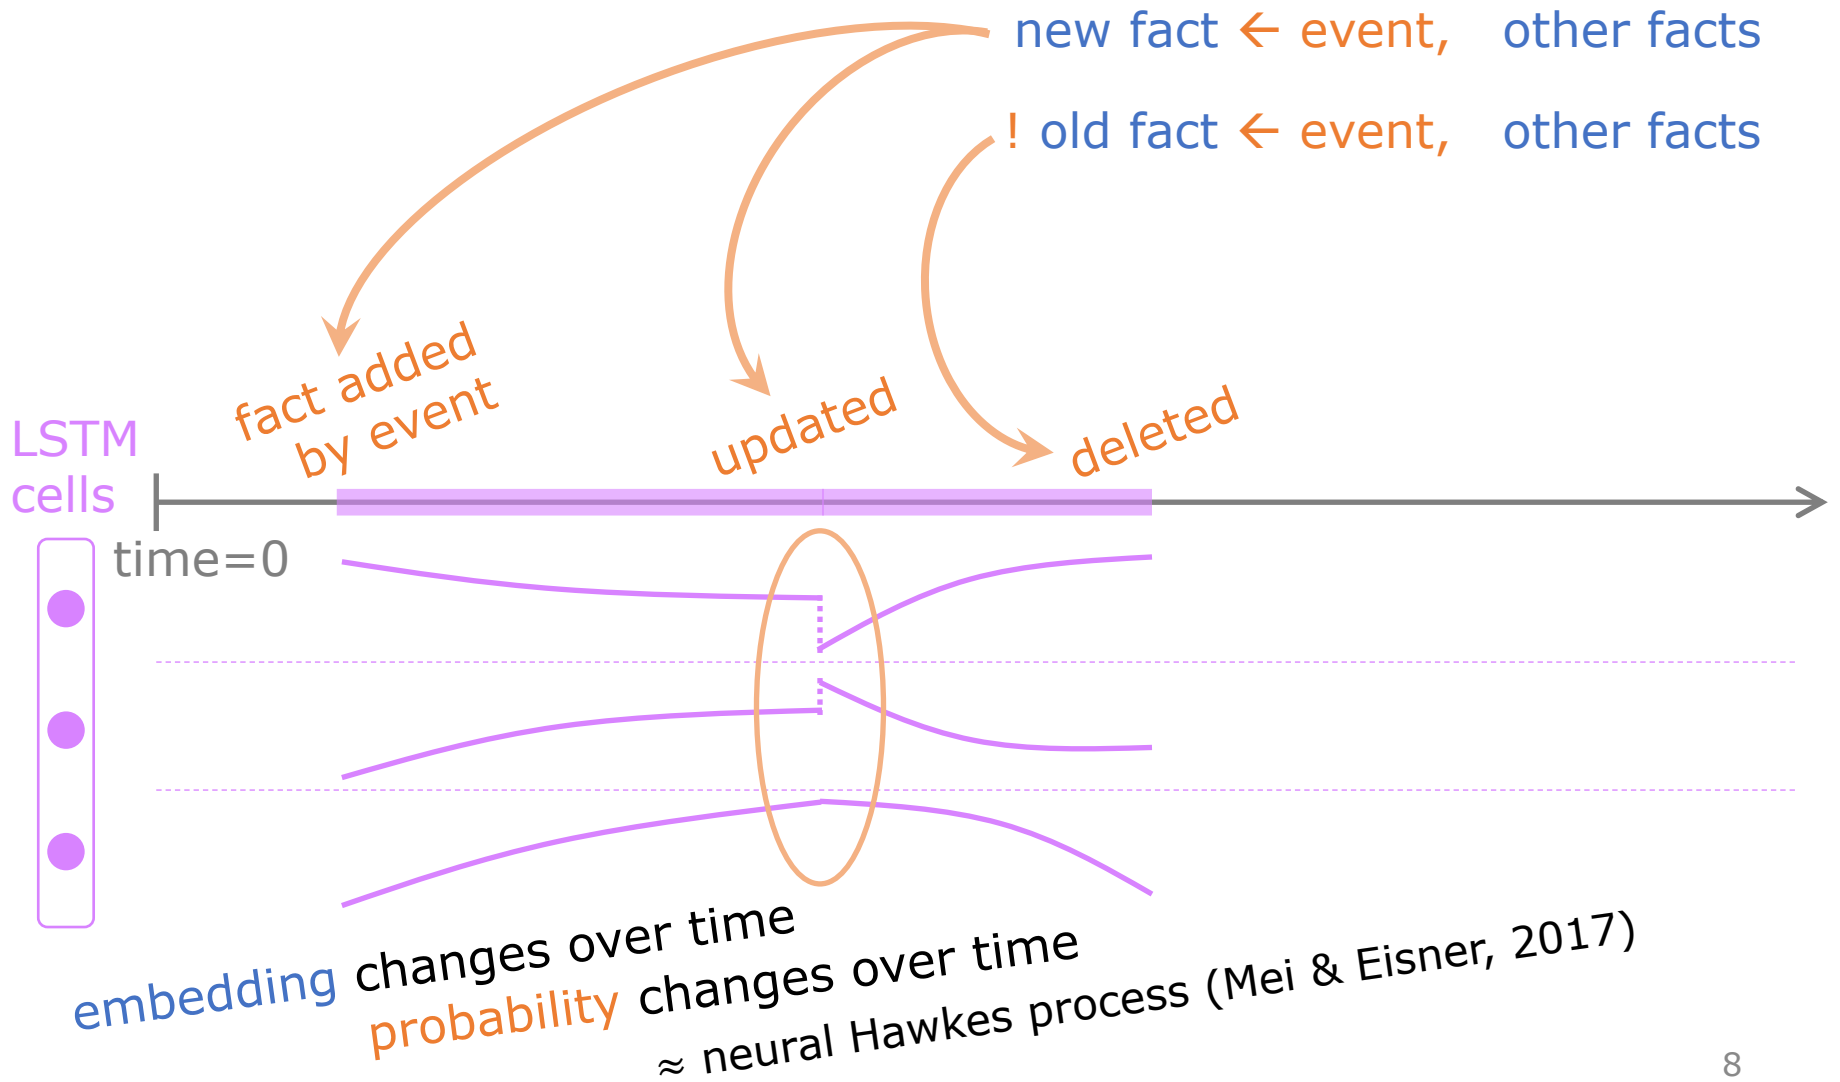 new fact ← event, other facts
! old fact ← event, other facts
fact added
by event
updated
deleted
LSTM
cells
time=0
embedding changes over time
probability changes over time
≈ neural Hawkes process (Mei & Eisner, 2017)
8